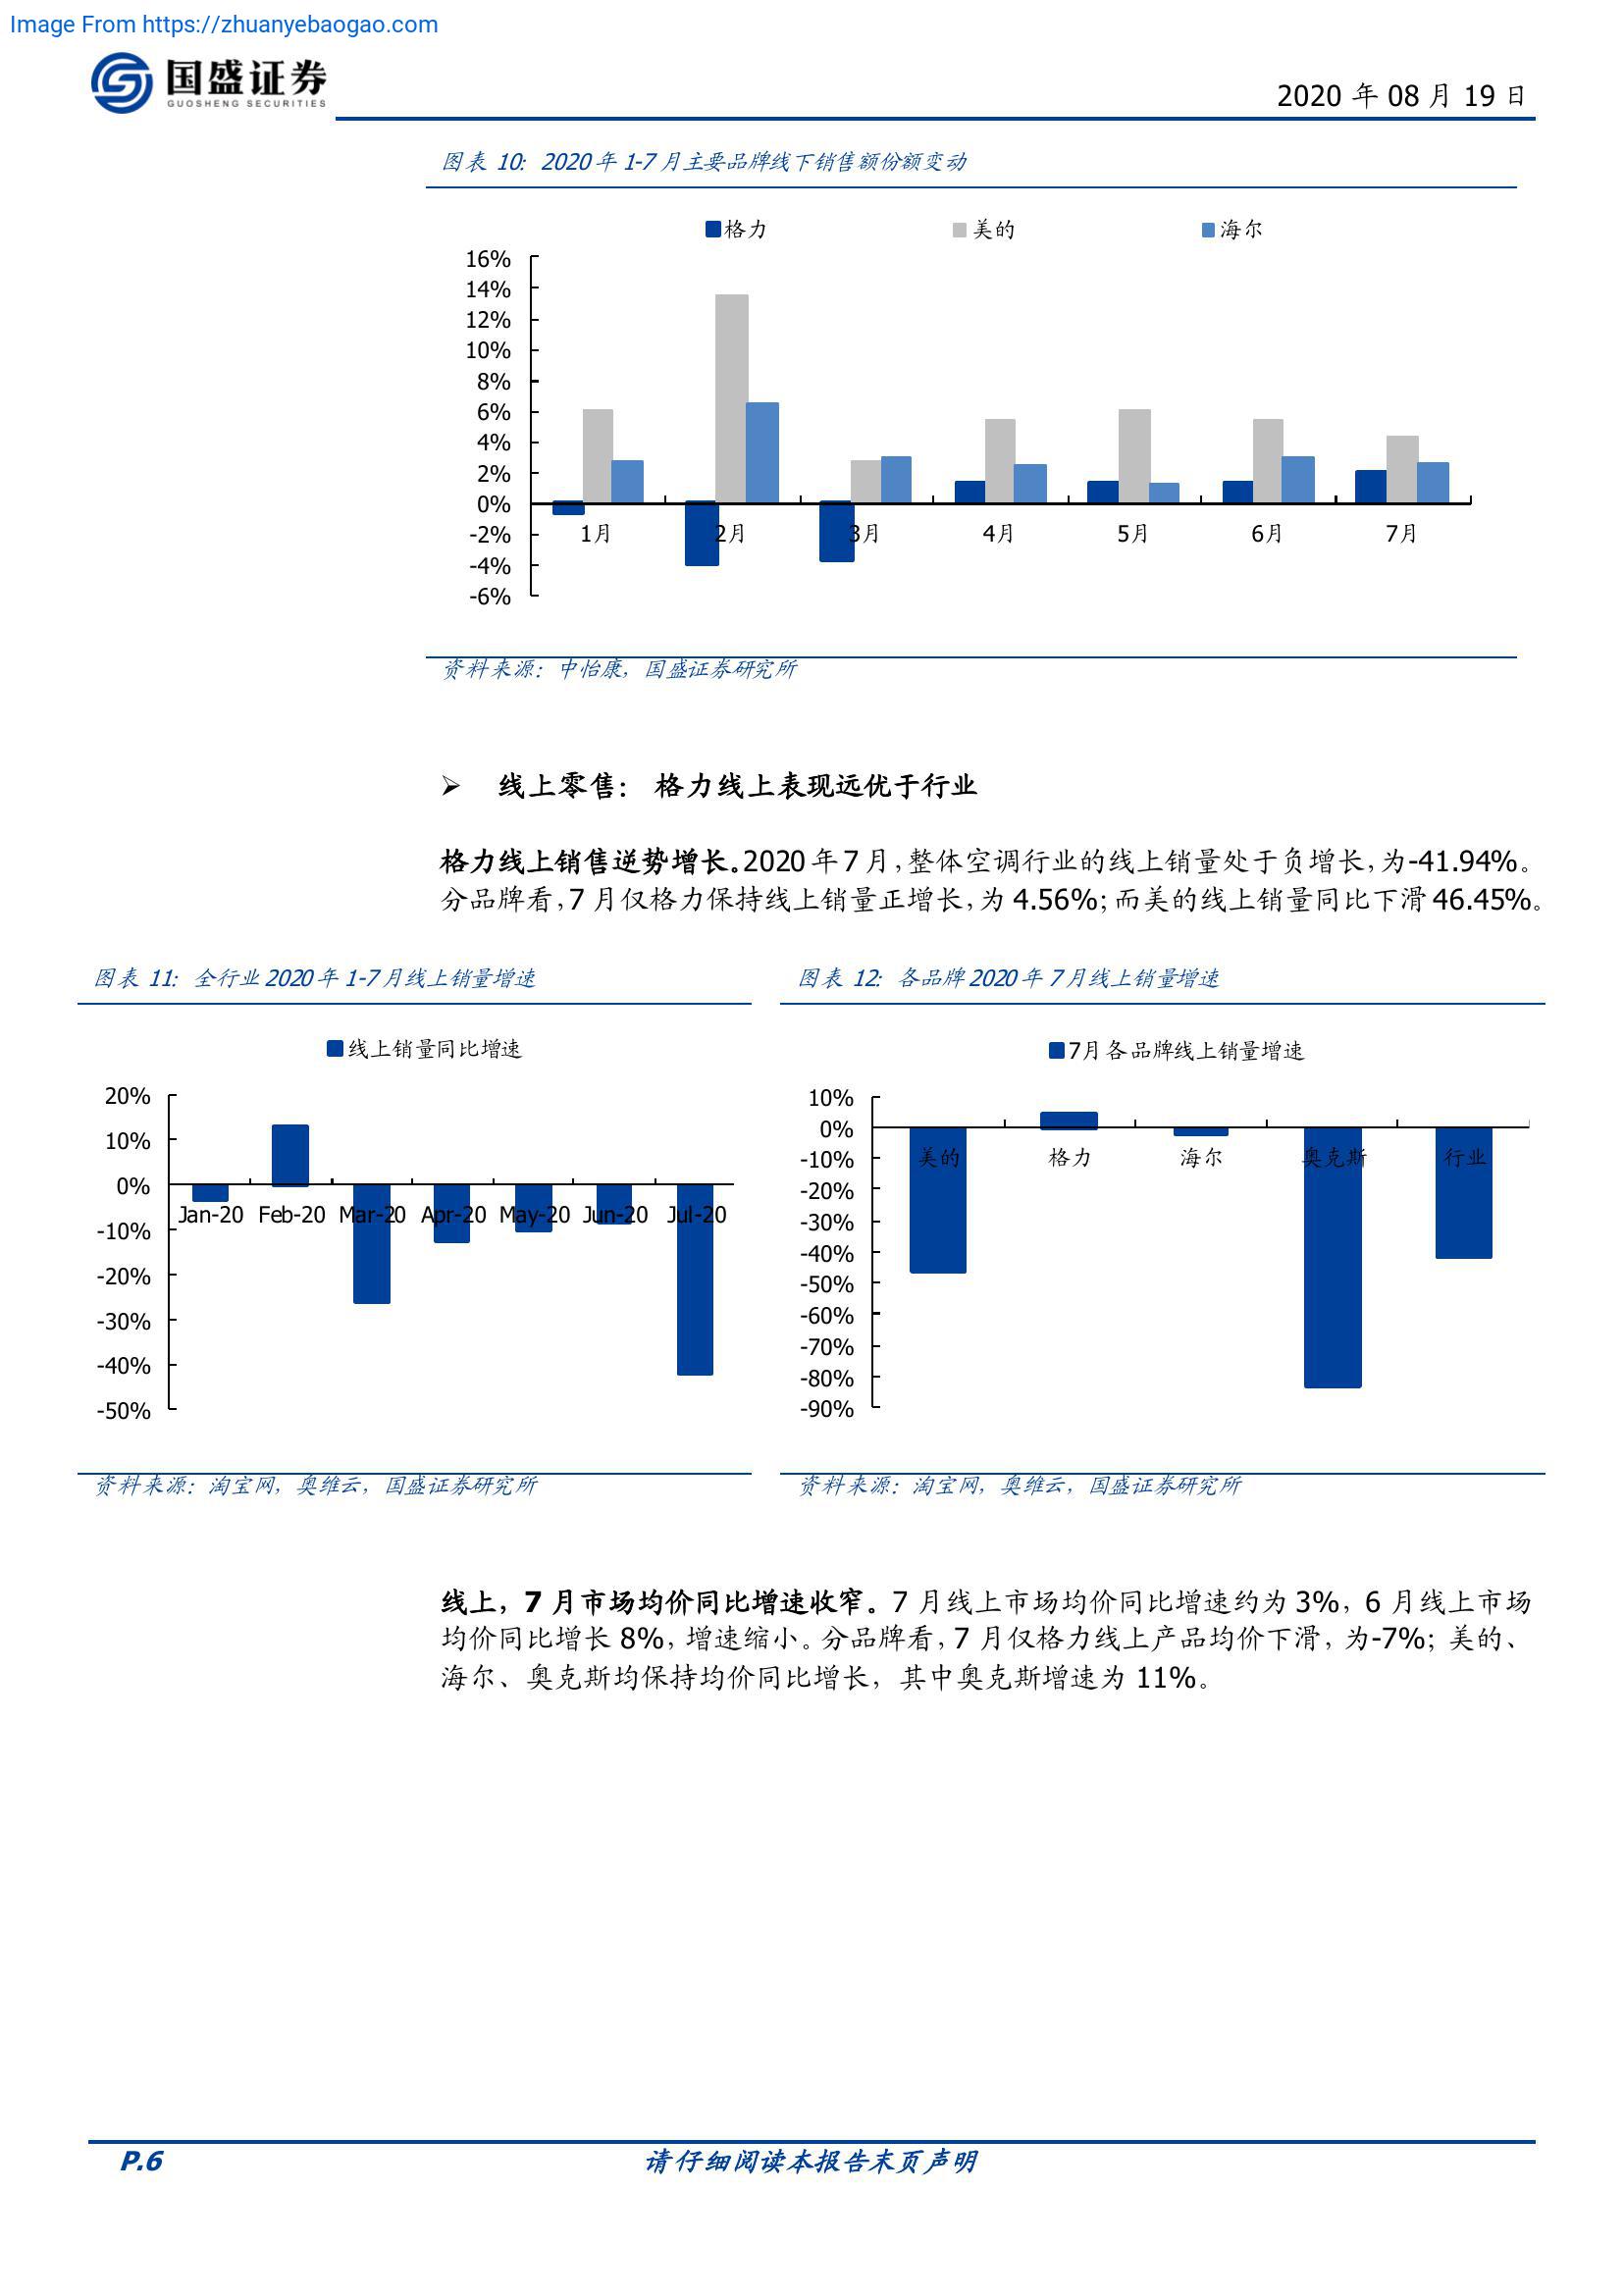 Image From https://zhuanyebaogao.com
国盛证券
GUOSHENG SECURITIES
2020 年 08 月 19 日
图表 10: 2020 年 1-7 月主要品牌线下销售额份额变动
格力 美的 海尔
16%
14%
12%
10%
8%
6%
4%
2%
0%
-2%
-4%
-6%
1月 2月 3月 4月 5月 6月 7月
资料来源：中怡康，国盛证券研究所
➢ 线上零售： 格力线上表现远优于行业
格力线上销售逆势增长。2020 年 7 月，整体空调行业的线上销量处于负增长，为-41.94%。
分品牌看，7 月仅格力保持线上销量正增长，为 4.56%；而美的线上销量同比下滑 46.45%。
图表 11: 全行业 2020 年 1-7 月线上销量增速
线上销量同比增速
20%
10%
0%
-10%
-20%
-30%
-40%
-50%
Jan-20 Feb-20 Mar-20 Apr-20 May-20 Jun-20 Jul-20
资料来源：淘宝网，奥维云，国盛证券研究所
图表 12: 各品牌 2020 年 7 月线上销量增速
7月各品牌线上销量增速
10%
0%
-10%
-20%
-30%
-40%
-50%
-60%
-70%
-80%
-90%
美的 格力 海尔 奥克斯 行业
资料来源：淘宝网，奥维云，国盛证券研究所
线上，7 月市场均价同比增速收窄。7 月线上市场均价同比增速约为 3%，6 月线上市场
均价同比增长 8%，增速缩小。分品牌看，7 月仅格力线上产品均价下滑，为-7%；美的、
海尔、奥克斯均保持均价同比增长，其中奥克斯增速为 11%。
P.6
请仔细阅读本报告末页声明